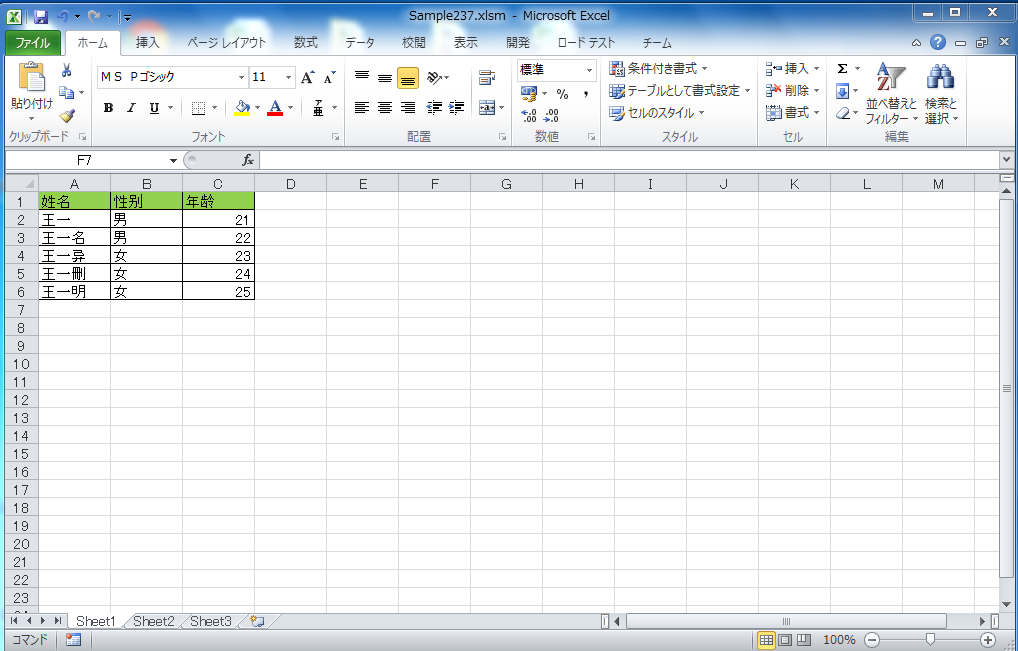 Sample237.xlsm - Microsoft Excel
ファイル ホーム 挿入 ページ レイアウト 数式 データ 校閲 表示 開発 ロード テスト チーム
貼り付け
クリップボード
ＭＳ Ｐゴシック 11
B I U
フォント
配置
標準
%
数値
条件付き書式
テーブルとして書式設定
セルのスタイル
スタイル
挿入
削除
書式
セル
Σ
並べ替えと
フィルター
検索と
選択
編集
F7 fx
A B C D E F G H I J K L M
1 姓名 性别 年龄
2 王一 男 21
3 王一名 男 22
4 王一异 女 23
5 王一刪 女 24
6 王一明 女 25
7
8
9
10
11
12
13
14
15
16
17
18
19
20
21
22
23
Sheet1 Sheet2 Sheet3
コマンド 100%